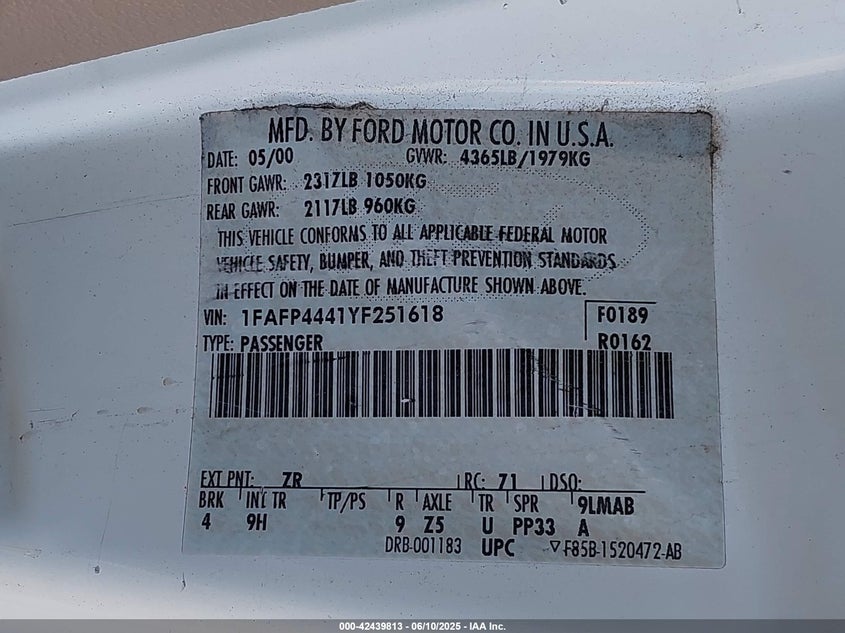 MFD. BY FORD MOTOR CO. IN U.S.A.
DATE: 05/00 GVWR: 4365LB/1979KG
FRONT GAWR: 2317LB 1050KG
REAR GAWR: 2117LB 960KG
THIS VEHICLE CONFORMS TO ALL APPLICABLE FEDERAL MOTOR
VEHICLE SAFETY, BUMPER, AND THEFT PREVENTION STANDARDS
IN EFFECT ON THE DATE OF MANUFACTURE SHOWN ABOVE.
VIN: 1FAFP4441YF251618 F0189
TYPE: PASSENGER R0162
EXT PNT: ZR RC: 71 DSO:
BRK INT TR TP/PS R AXLE TR SPR 9LMAB
4 9H 9 Z5 U PP33 A
DRB-001183 UPC ▽F85B-1520472-AB
000-42439813 - 06/10/2025 - IAA Inc.